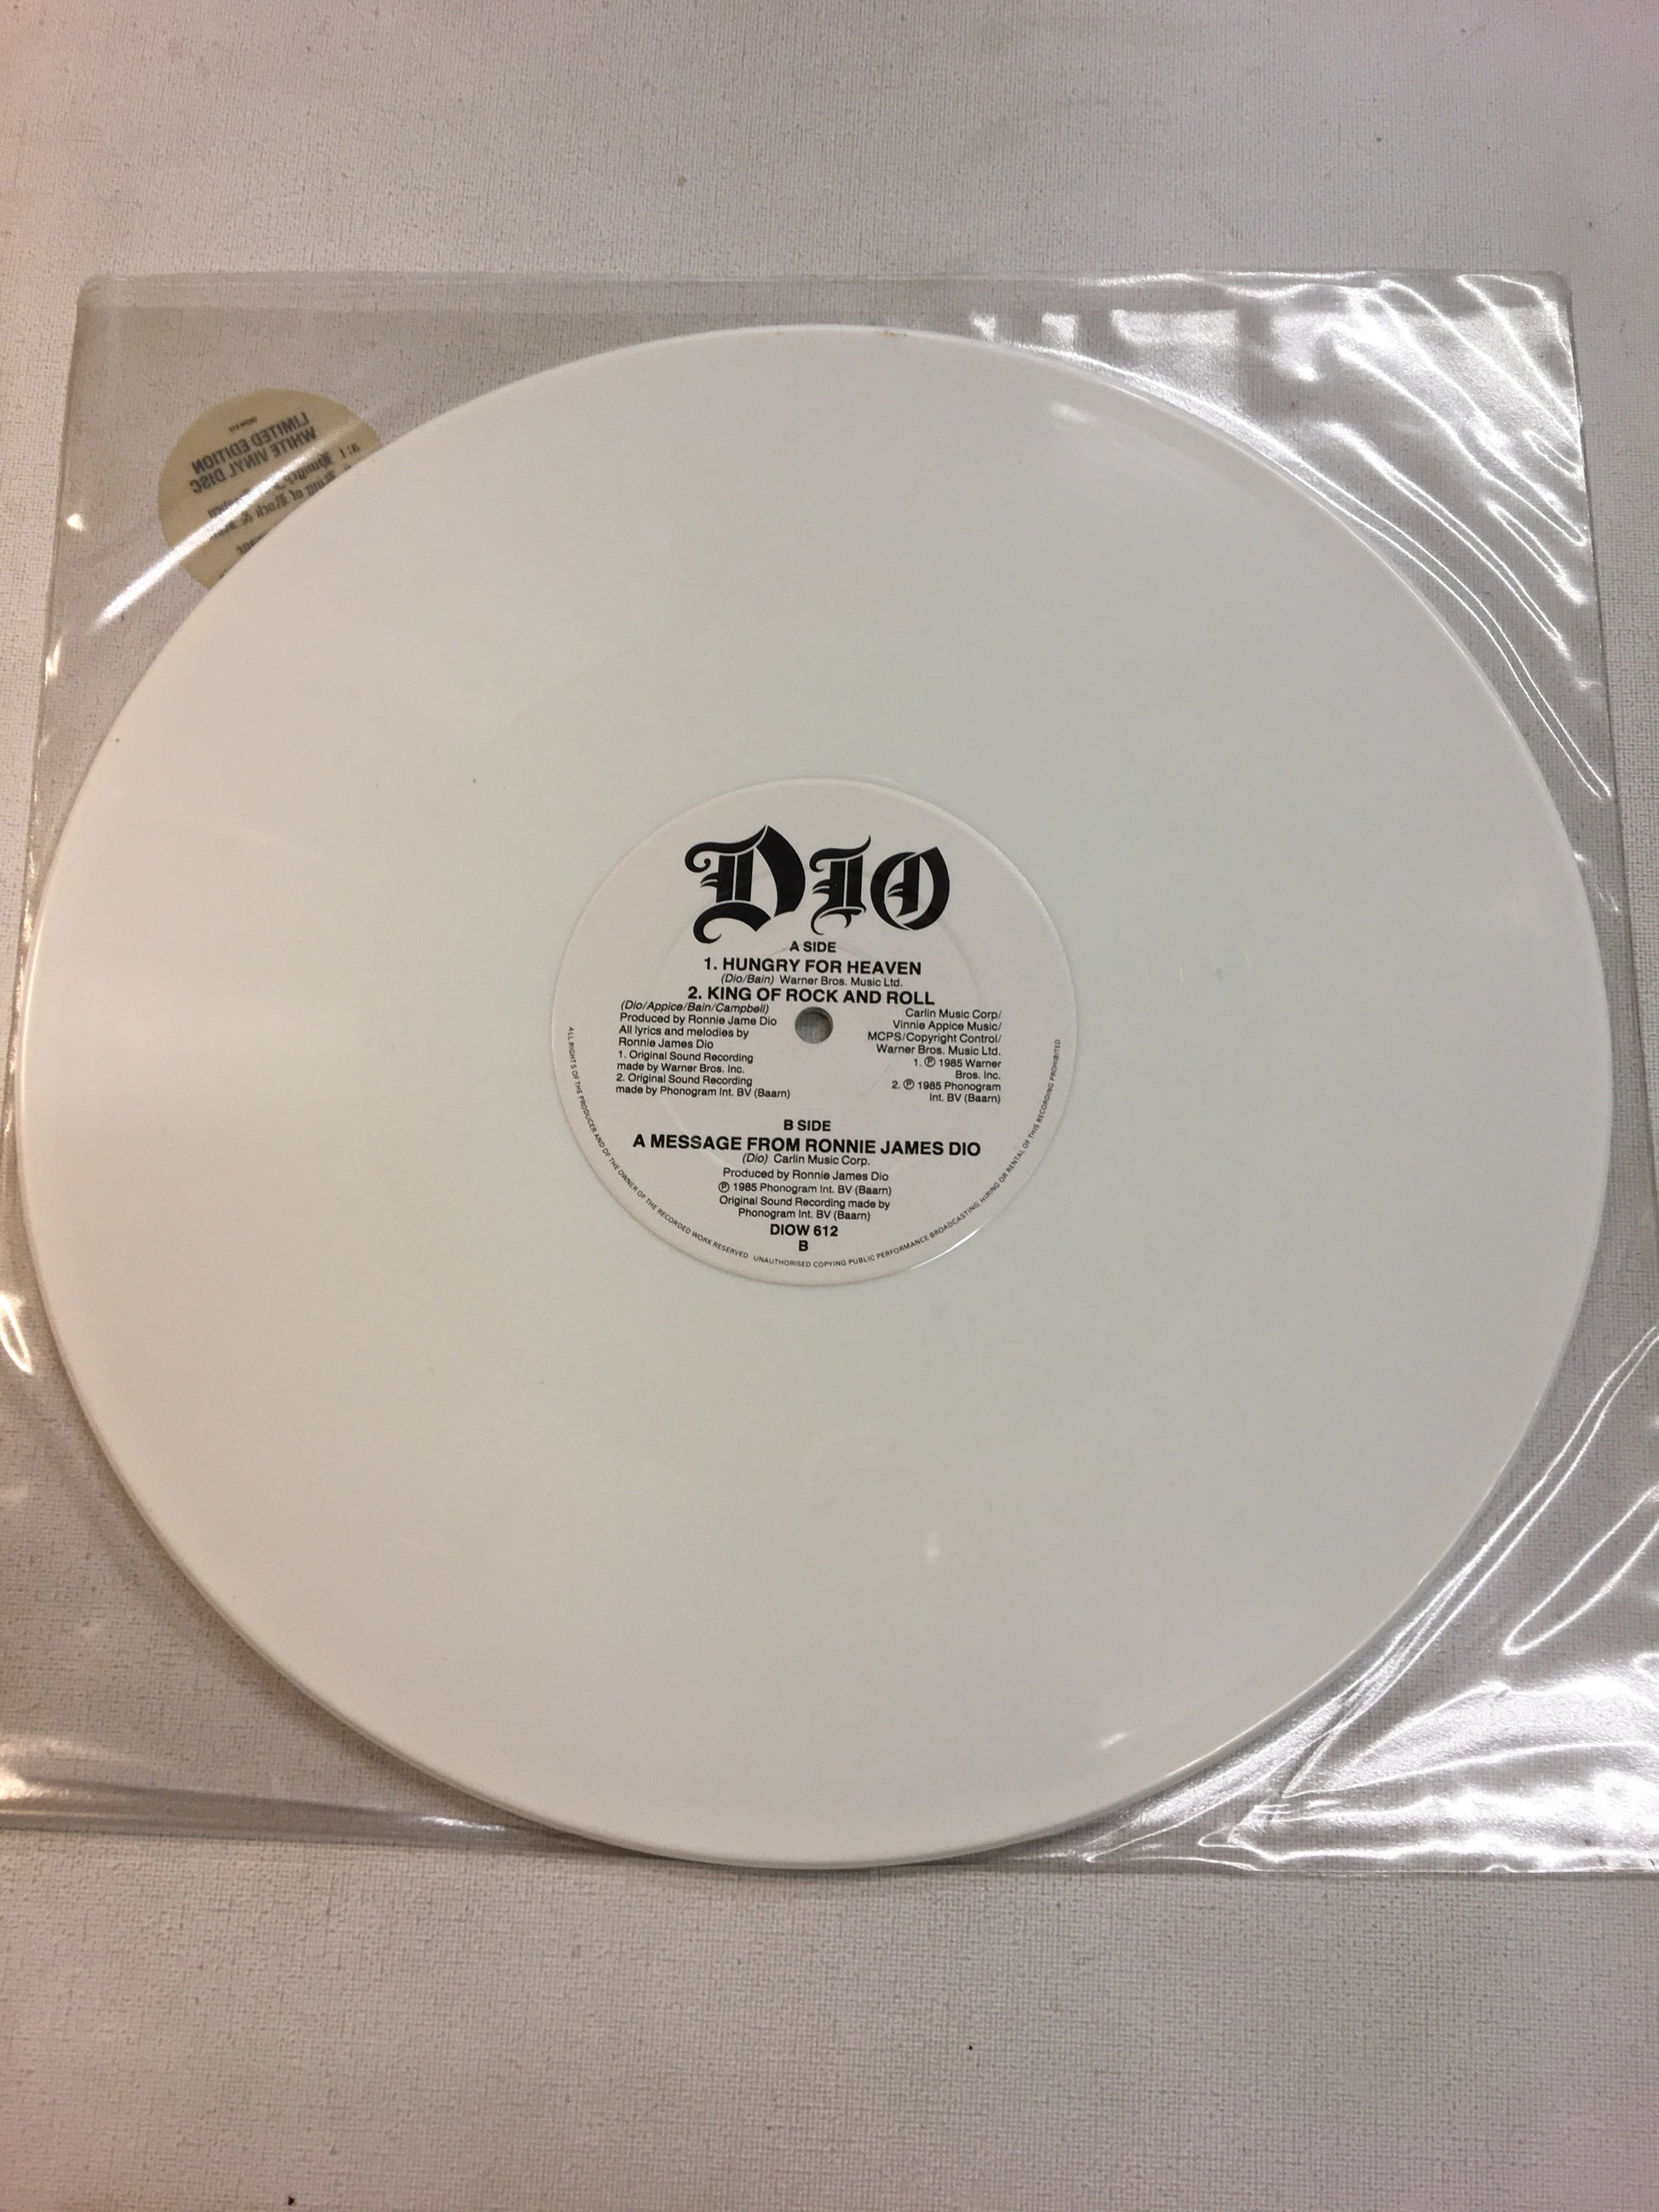 LIMITED EDITION
WHITE VINYL DISC
DIO
A SIDE
1. HUNGRY FOR HEAVEN
(Dio/Bain) Warner Bros. Music Ltd.
2. KING OF ROCK AND ROLL
(Dio/Appice/Bain/Campbell)
Produced by Ronnie Jame Dio
All lyrics and melodies by
Ronnie James Dio
1. Original Sound Recording
made by Warner Bros. Inc.
2. Original Sound Recording
made by Phonogram Int. BV (Baarn)
Carlin Music Corp/
Vinnie Appice Music/
MCPS/Copyright Control/
Warner Bros. Music Ltd.
1. ℗ 1985 Warner
Bros. Inc.
2. ℗ 1985 Phonogram
Int. BV (Baarn)
B SIDE
A MESSAGE FROM RONNIE JAMES DIO
(Dio) Carlin Music Corp.
Produced by Ronnie James Dio
℗ 1985 Phonogram Int. BV (Baarn)
Original Sound Recording made by
Phonogram Int. BV (Baarn)
DIOW 612
B
ALL RIGHTS OF THE PRODUCER AND OF THE OWNER OF THE RECORDED WORK RESERVED. UNAUTHORISED COPYING PUBLIC PERFORMANCE BROADCASTING, HIRING OR RENTAL OF THIS RECORDING PROHIBITED